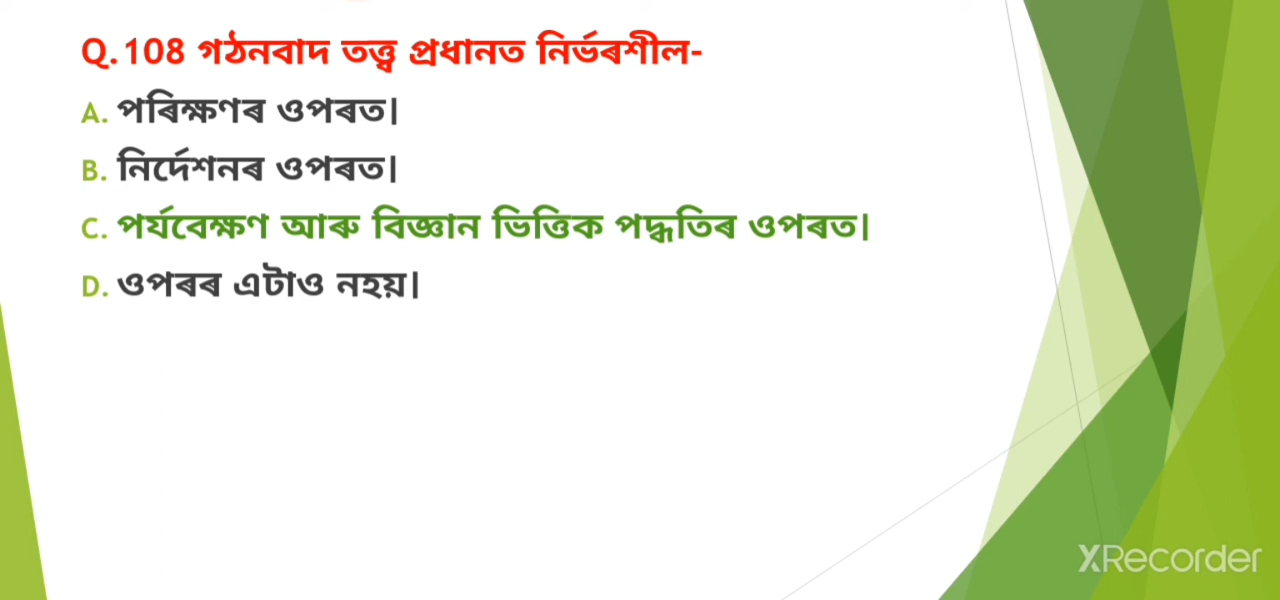 Q.108 গঠনবাদ তত্ত্ব প্ৰধানত নিৰ্ভৰশীল-
A. পৰিক্ষণৰ ওপৰত।
B. নিৰ্দেশনৰ ওপৰত।
C. পৰ্যবেক্ষণ আৰু বিজ্ঞান ভিত্তিক পদ্ধতিৰ ওপৰত।
D. ওপৰৰ এটাও নহয়।
XRecorder